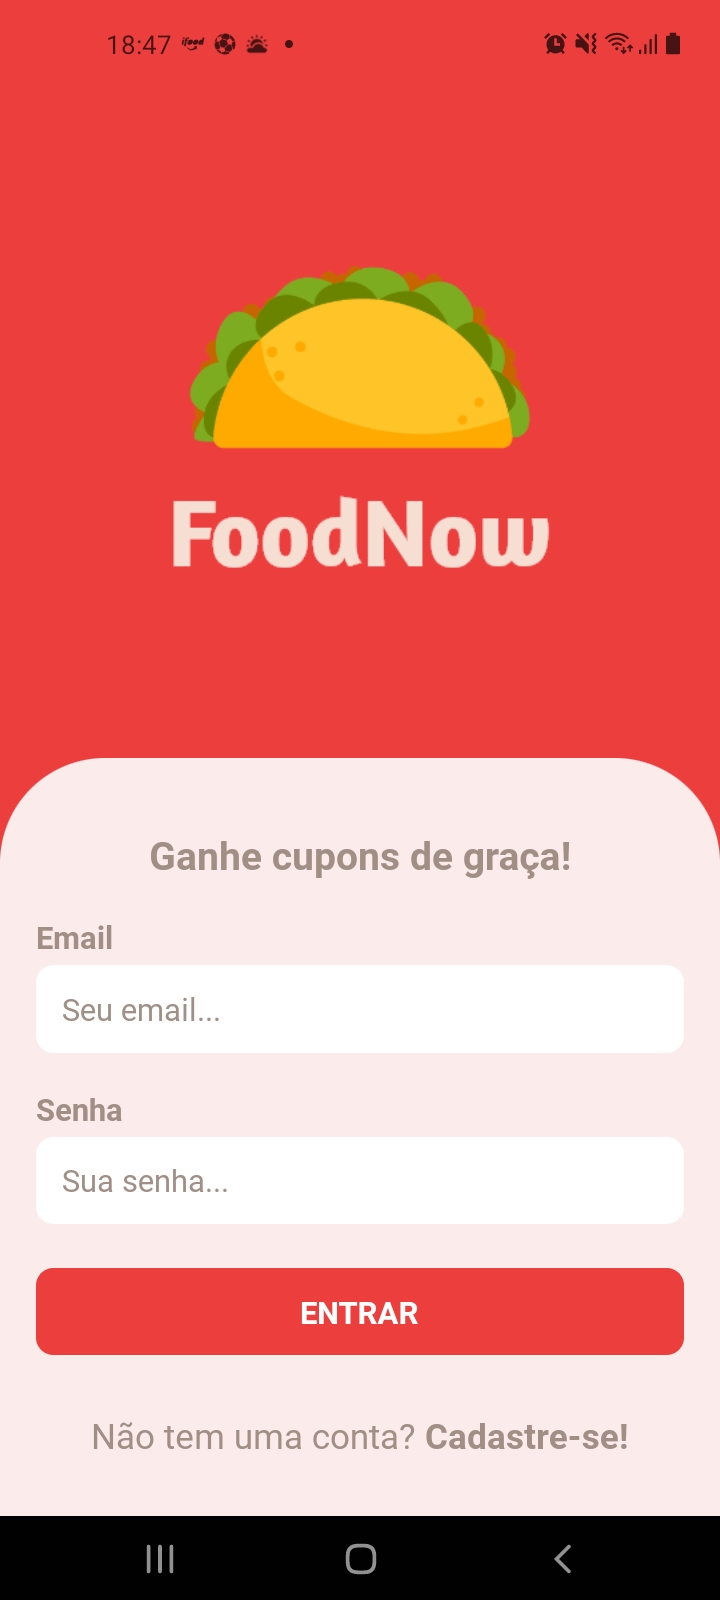 18:47 ifood
FoodNow
Ganhe cupons de graça!
Email
Seu email...
Senha
Sua senha...
ENTRAR
Não tem uma conta? Cadastre-se!